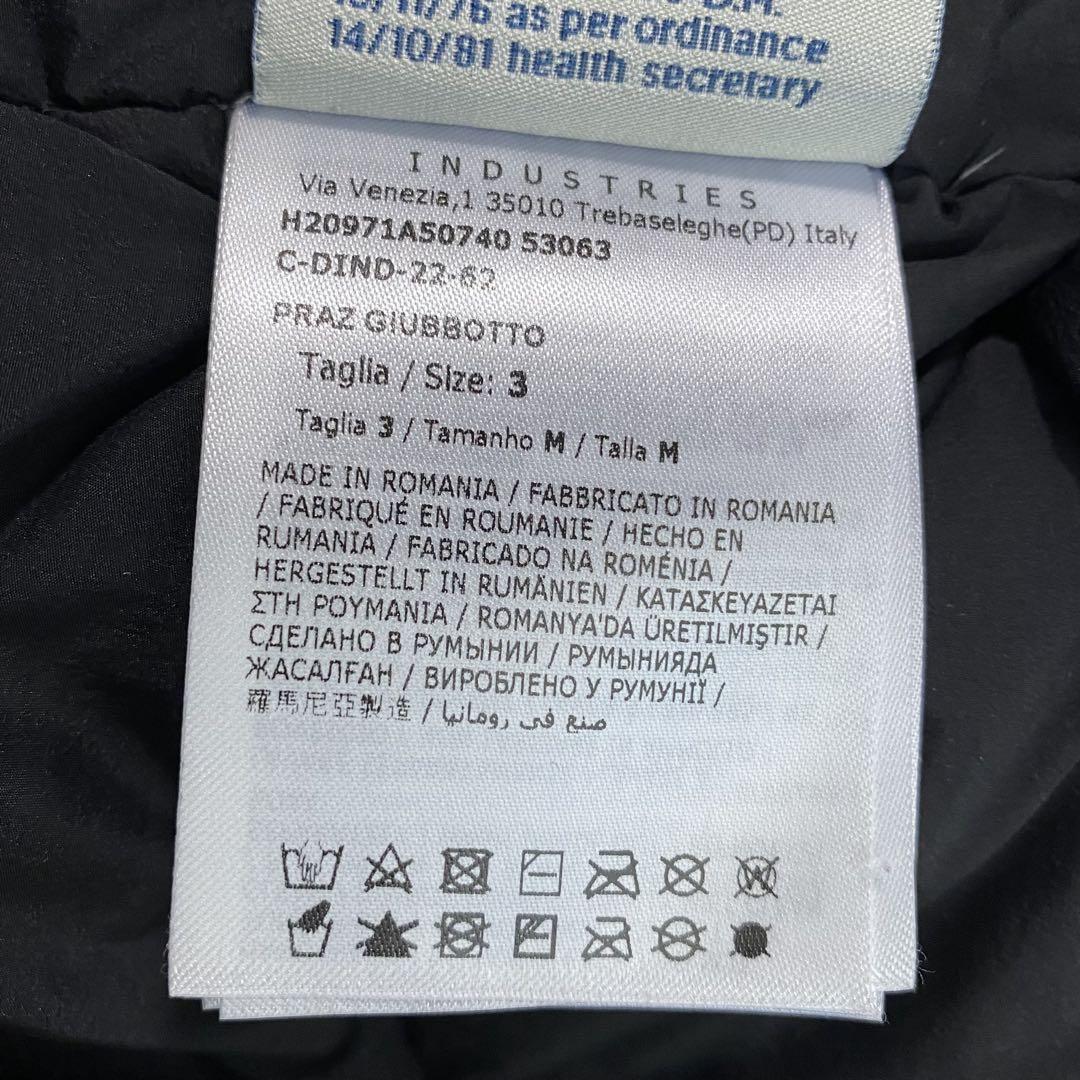 as per ordinance
14/10/81 health secretary
INDUSTRIES
Via Venezia,1 35010 Trebaseleghe(PD) Italy
H20971A50740 53063
C-DIND-22-62
PRAZ GIUBBOTTO
Taglia / Size: 3
Taglia 3 / Tamanho M / Talla M
MADE IN ROMANIA / FABBRICATO IN ROMANIA
/ FABRIQUÉ EN ROUMANIE / HECHO EN
RUMANIA / FABRICADO NA ROMÉNIA /
HERGESTELLT IN RUMÄNIEN / ΚΑΤΑΣΚΕΥΑΖΕΤΑΙ
ΣΤΗ ΡΟΥΜΑΝΙΑ / ROMANYA'DA ÜRETILMIŞTIR /
СДЕЛАНО В РУМЫНИИ / РУМЫНИЯДА
ЖАСАЛҒАН / ВИРОБЛЕНО У РУМУНІЇ /
羅馬尼亞製造 / صنع في رومانيا